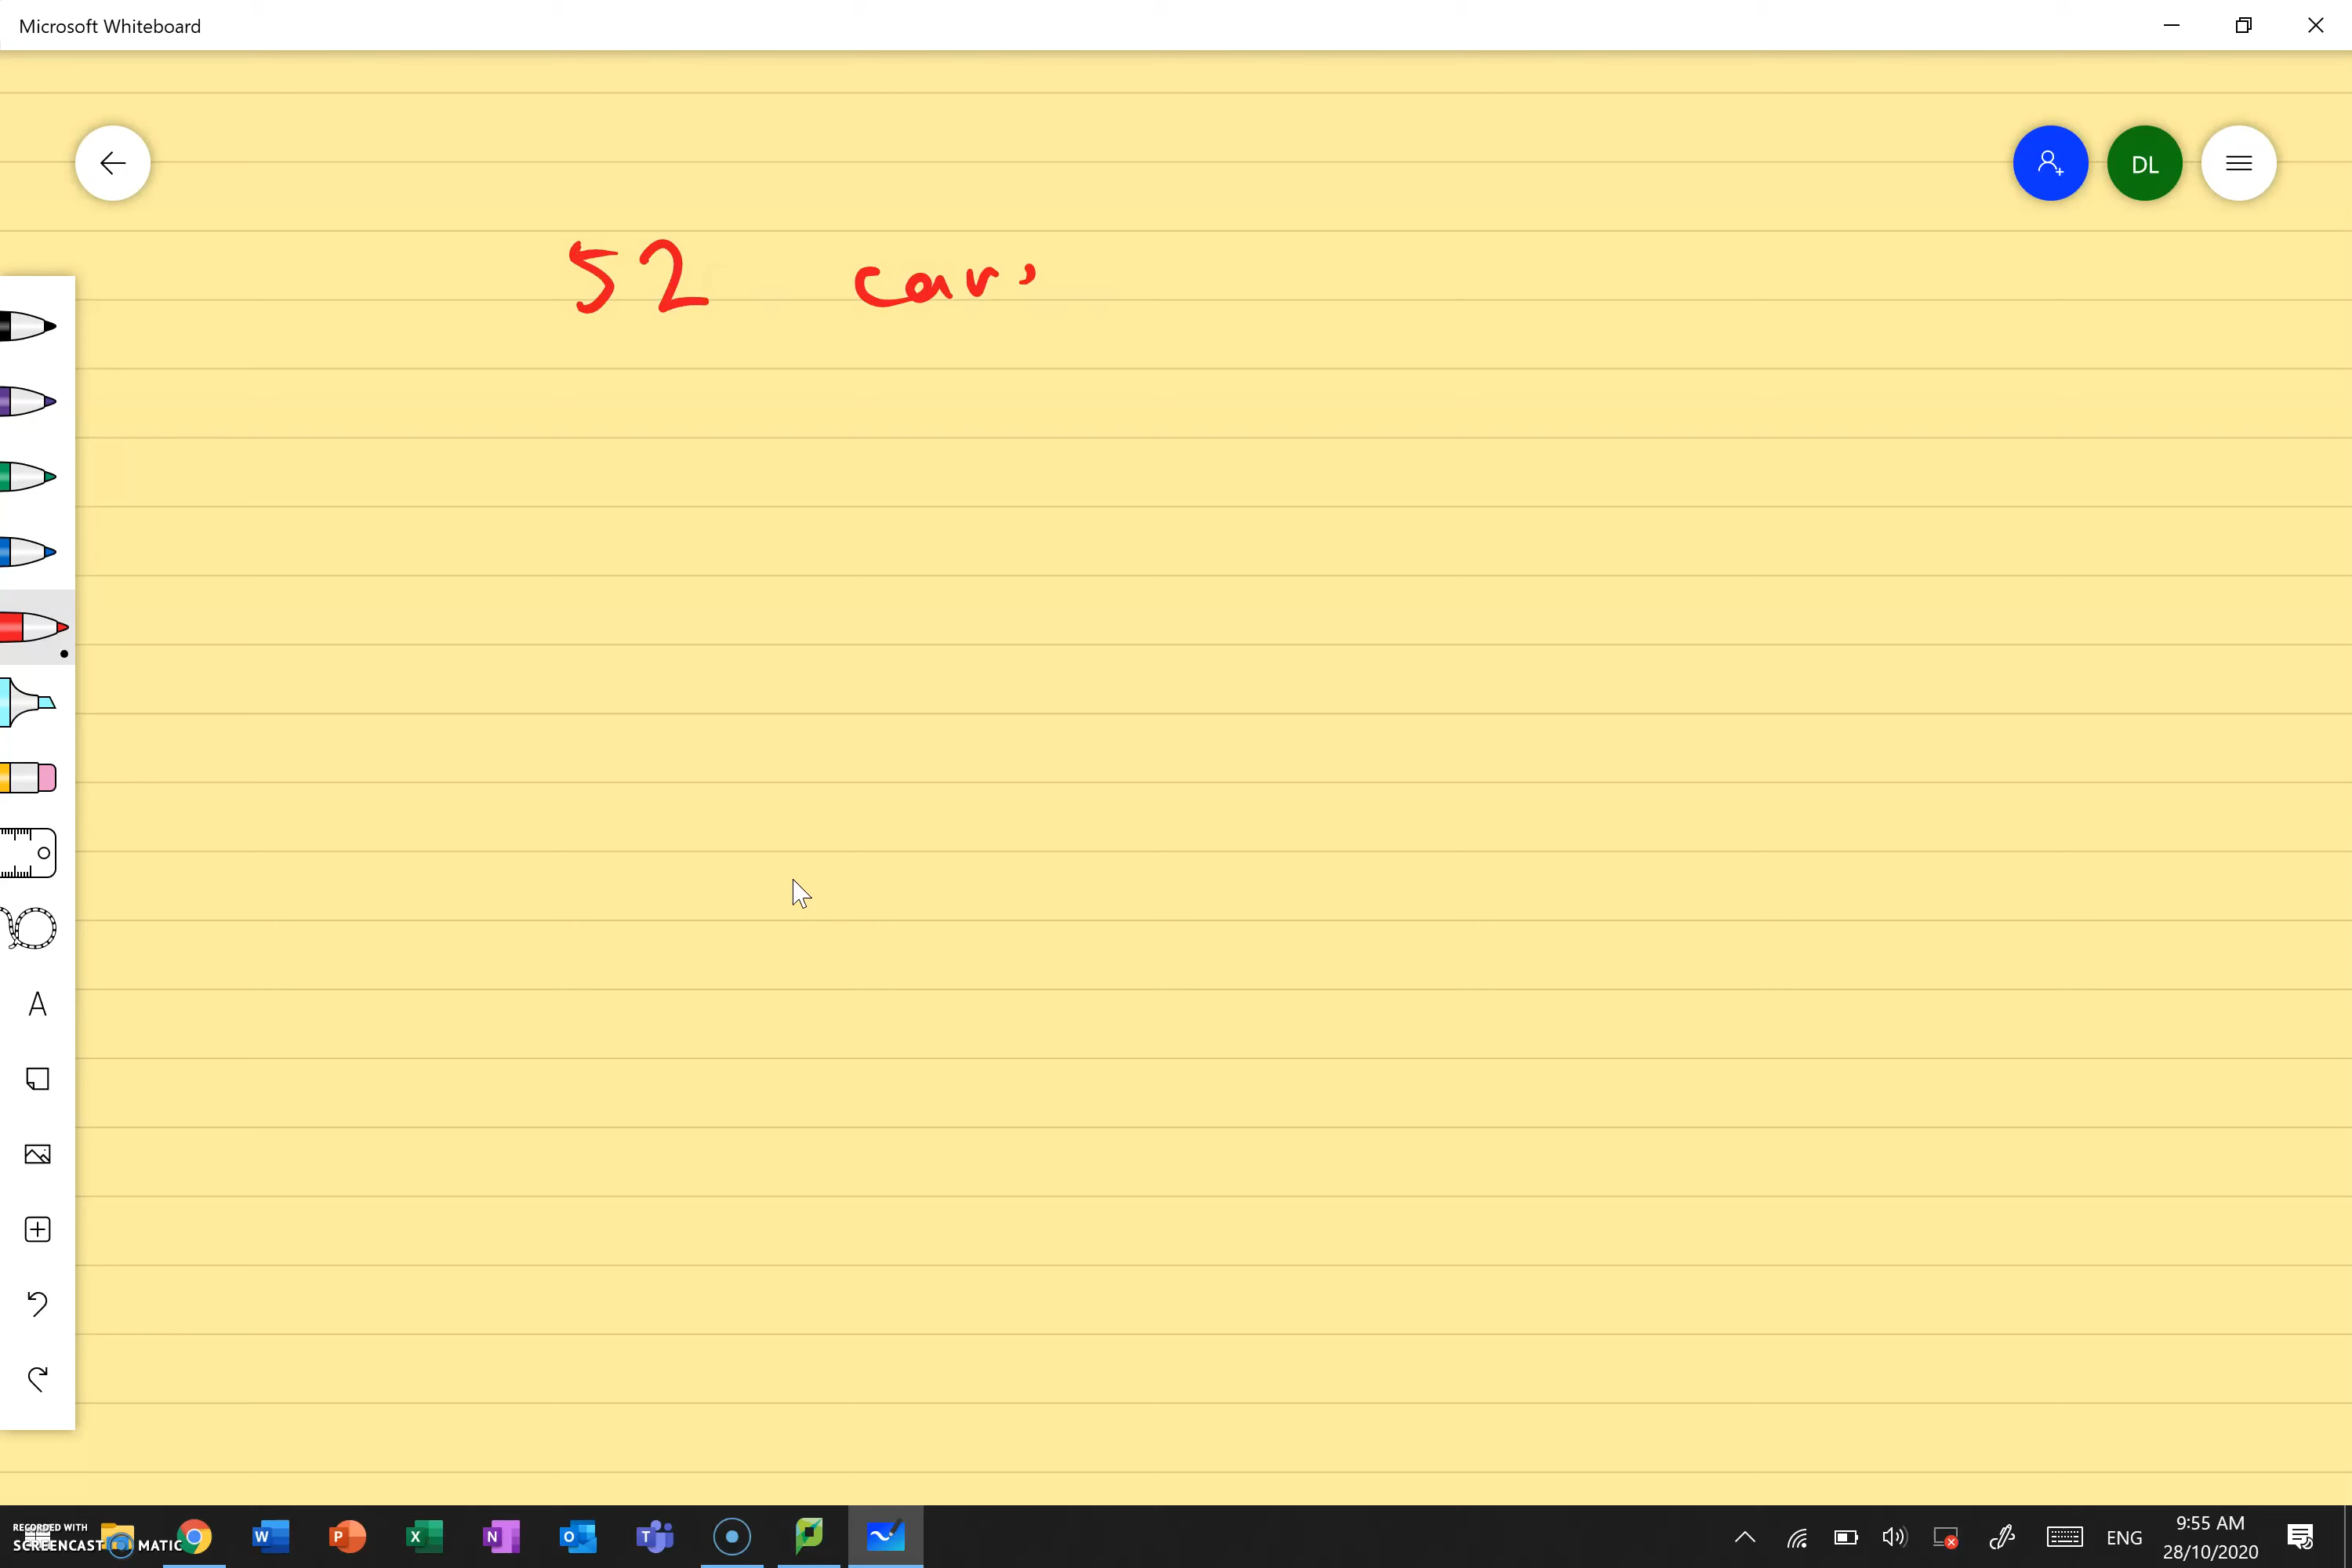 Microsoft Whiteboard
DL
52 car,
A
RECORDED WITH
SCREENCAST MATIC
W
P
X
N
O
T
ENG
9:55 AM
28/10/2020